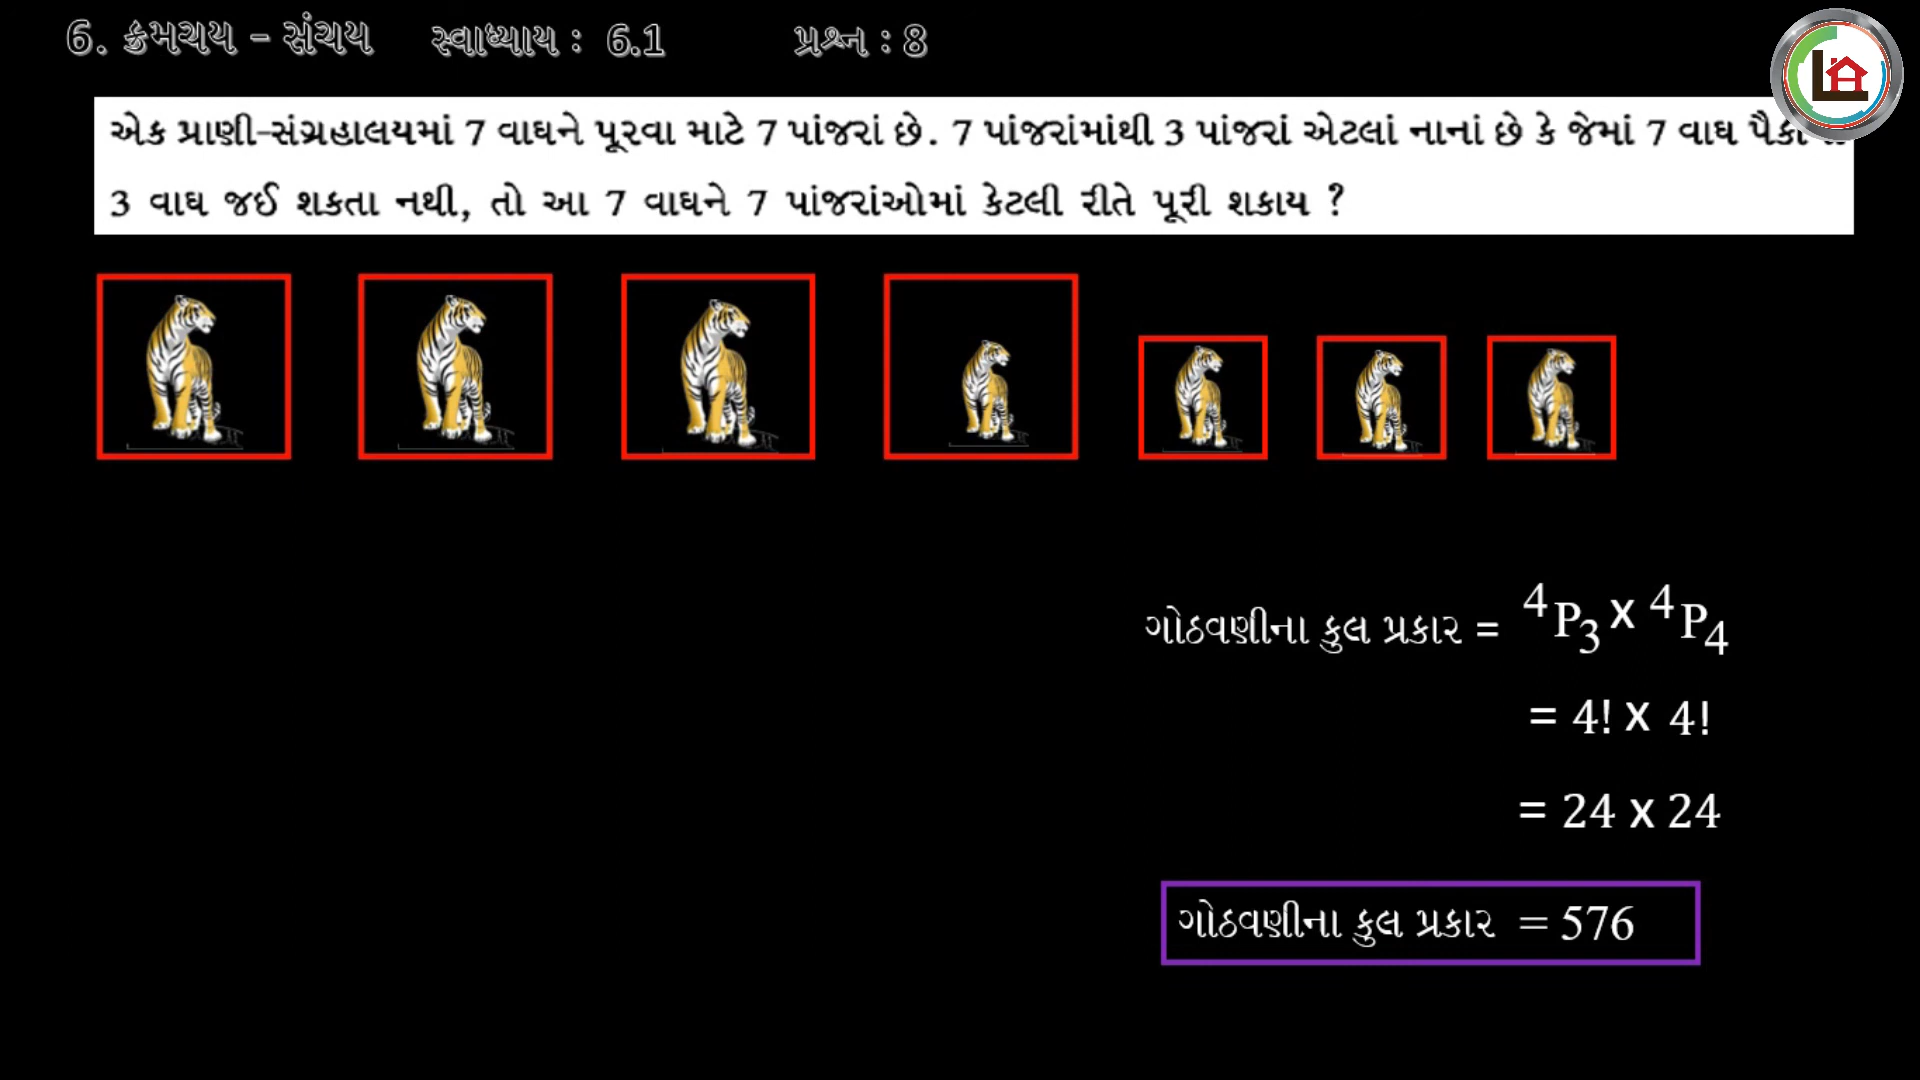 6. ક્રમચય - સંચય સ્વાધ્યાય : 6.1 પ્રશ્ન : 8
એક પ્રાણી-સંગ્રહાલયમાં 7 વાઘને પૂરવા માટે 7 પાંજરાં છે. 7 પાંજરાંમાંથી 3 પાંજરાં એટલાં નાનાં છે કે જેમાં 7 વાઘ
3 વાઘ જઈ શકતા નથી, તો આ 7 વાઘને 7 પાંજરાંઓમાં કેટલી રીતે પૂરી શકાય ?
ગોઠવણીના કુલ પ્રકાર = ⁴P₃ x ⁴P₄
= 4! x 4!
= 24 x 24
ગોઠવણીના કુલ પ્રકાર = 576